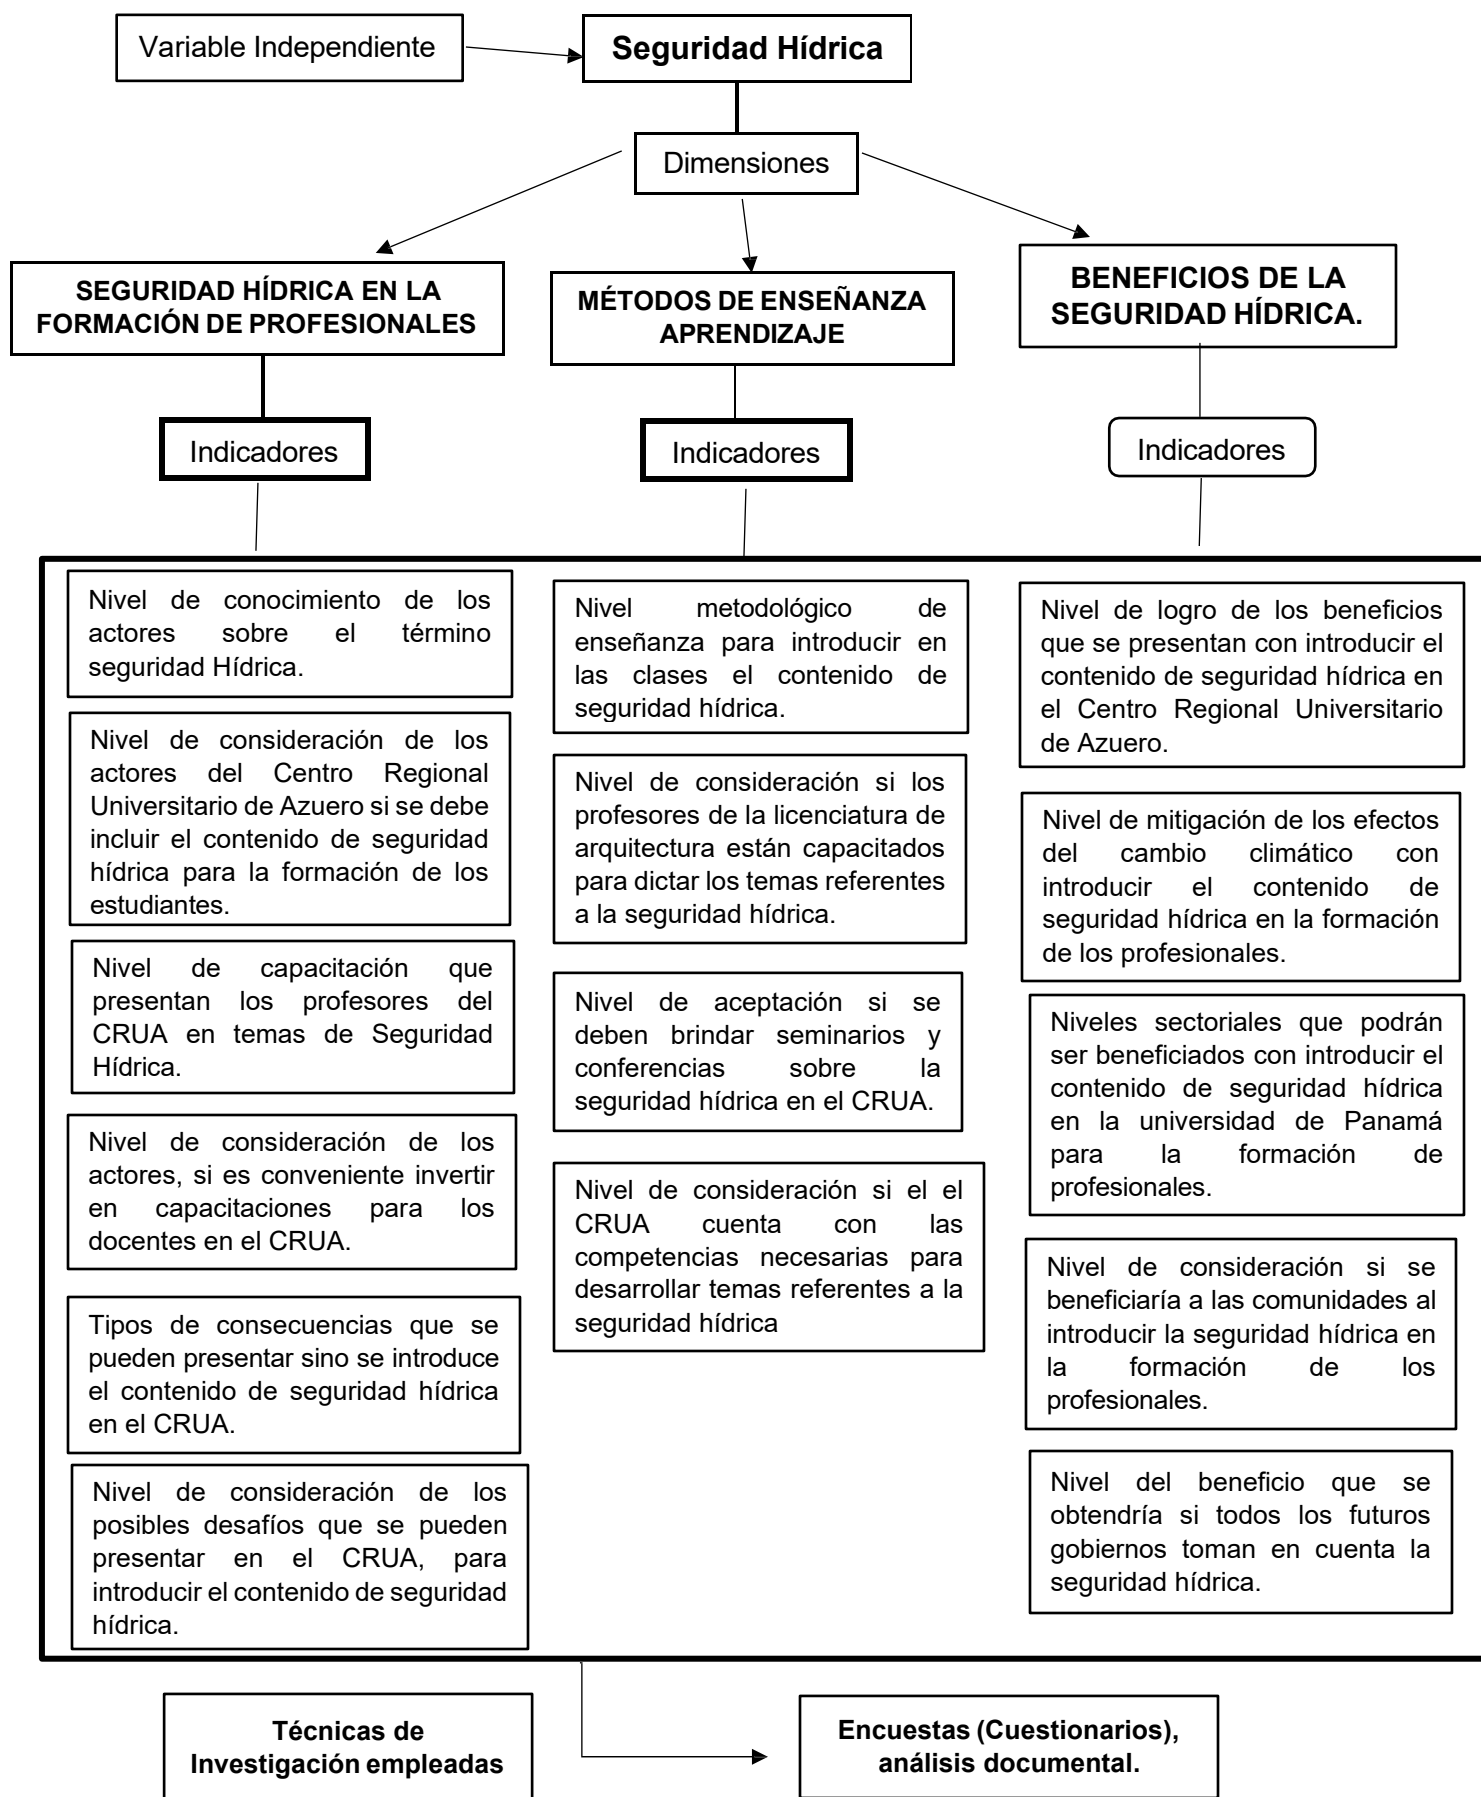 Variable Independiente
Seguridad Hídrica
Dimensiones
SEGURIDAD HÍDRICA EN LA
FORMACIÓN DE PROFESIONALES
MÉTODOS DE ENSEÑANZA
APRENDIZAJE
BENEFICIOS DE LA
SEGURIDAD HÍDRICA.
Indicadores
Indicadores
Indicadores
Nivel de conocimiento de los
actores sobre el término
seguridad Hídrica.
Nivel de consideración de los
actores del Centro Regional
Universitario de Azuero si se debe
incluir el contenido de seguridad
hídrica para la formación de los
estudiantes.
Nivel de capacitación que
presentan los profesores del
CRUA en temas de Seguridad
Hídrica.
Nivel de consideración de los
actores, si es conveniente invertir
en capacitaciones para los
docentes en el CRUA.
Tipos de consecuencias que se
pueden presentar sino se introduce
el contenido de seguridad hídrica
en el CRUA.
Nivel de consideración de los
posibles desafíos que se pueden
presentar en el CRUA, para
introducir el contenido de seguridad
hídrica.
Nivel metodológico de
enseñanza para introducir en
las clases el contenido de
seguridad hídrica.
Nivel de consideración si los
profesores de la licenciatura de
arquitectura están capacitados
para dictar los temas referentes
a la seguridad hídrica.
Nivel de aceptación si se
deben brindar seminarios y
conferencias sobre la
seguridad hídrica en el CRUA.
Nivel de consideración si el el
CRUA cuenta con las
competencias necesarias para
desarrollar temas referentes a la
seguridad hídrica
Nivel de logro de los beneficios
que se presentan con introducir el
contenido de seguridad hídrica en
el Centro Regional Universitario
de Azuero.
Nivel de mitigación de los efectos
del cambio climático con
introducir el contenido de
seguridad hídrica en la formación
de los profesionales.
Niveles sectoriales que podrán
ser beneficiados con introducir el
contenido de seguridad hídrica
en la universidad de Panamá
para la formación de
profesionales.
Nivel de consideración si se
beneficiaría a las comunidades al
introducir la seguridad hídrica en
la formación de los
profesionales.
Nivel del beneficio que se
obtendría si todos los futuros
gobiernos toman en cuenta la
seguridad hídrica.
Técnicas de
Investigación empleadas
Encuestas (Cuestionarios),
análisis documental.